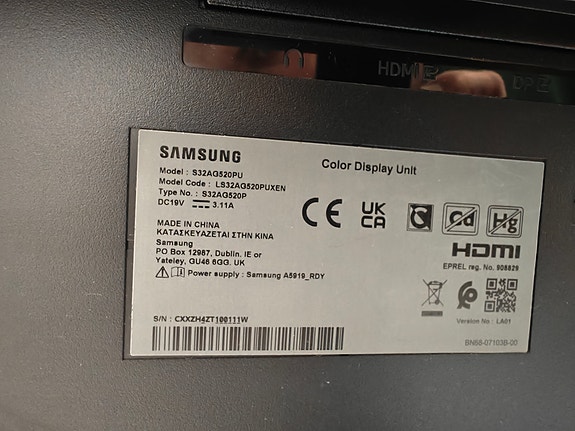 HDMI 2
DP 2
SAMSUNG
Color Display Unit
Model : S32AG520PU
Model Code : LS32AG520PUXEN
Type No. : S32AG520P
DC19V 3.11A
CE
UK
CA
Cd
Hg
MADE IN CHINA
ΚΑΤΑΣΚΕΥΑΖΕΤΑΙ ΣΤΗΝ ΚΙΝΑ
Samsung
PO Box 12987, Dublin. IE or
Yateley, GU46 6GG. UK
Power supply : Samsung A5919_RDY
HDMI
EPREL reg. No. 908829
Version No : LA01
S/N : CXXZH4ZT100111W
BN68-07103B-00